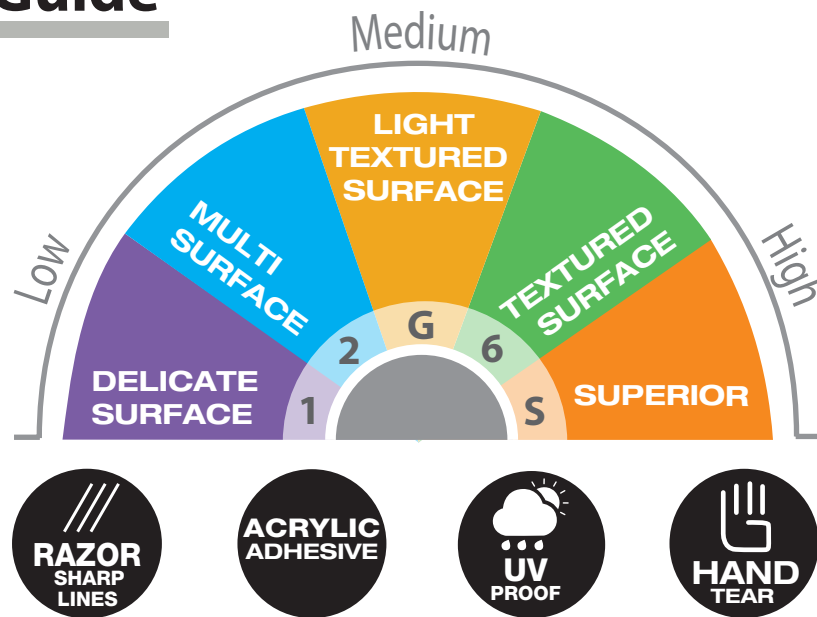 Guide
Medium
Low
High
LIGHT
TEXTURED
SURFACE
MULTI
SURFACE
TEXTURED
SURFACE
DELICATE
SURFACE
SUPERIOR
1
2
G
6
S
RAZOR
SHARP
LINES
ACRYLIC
ADHESIVE
UV
PROOF
HAND
TEAR